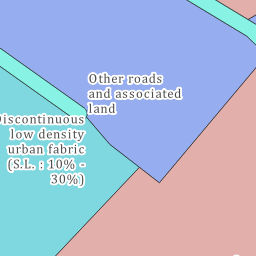 Other roads
and associated
land
Discontinuous
low density
urban fabric
(S.L. : 10% -
30%)